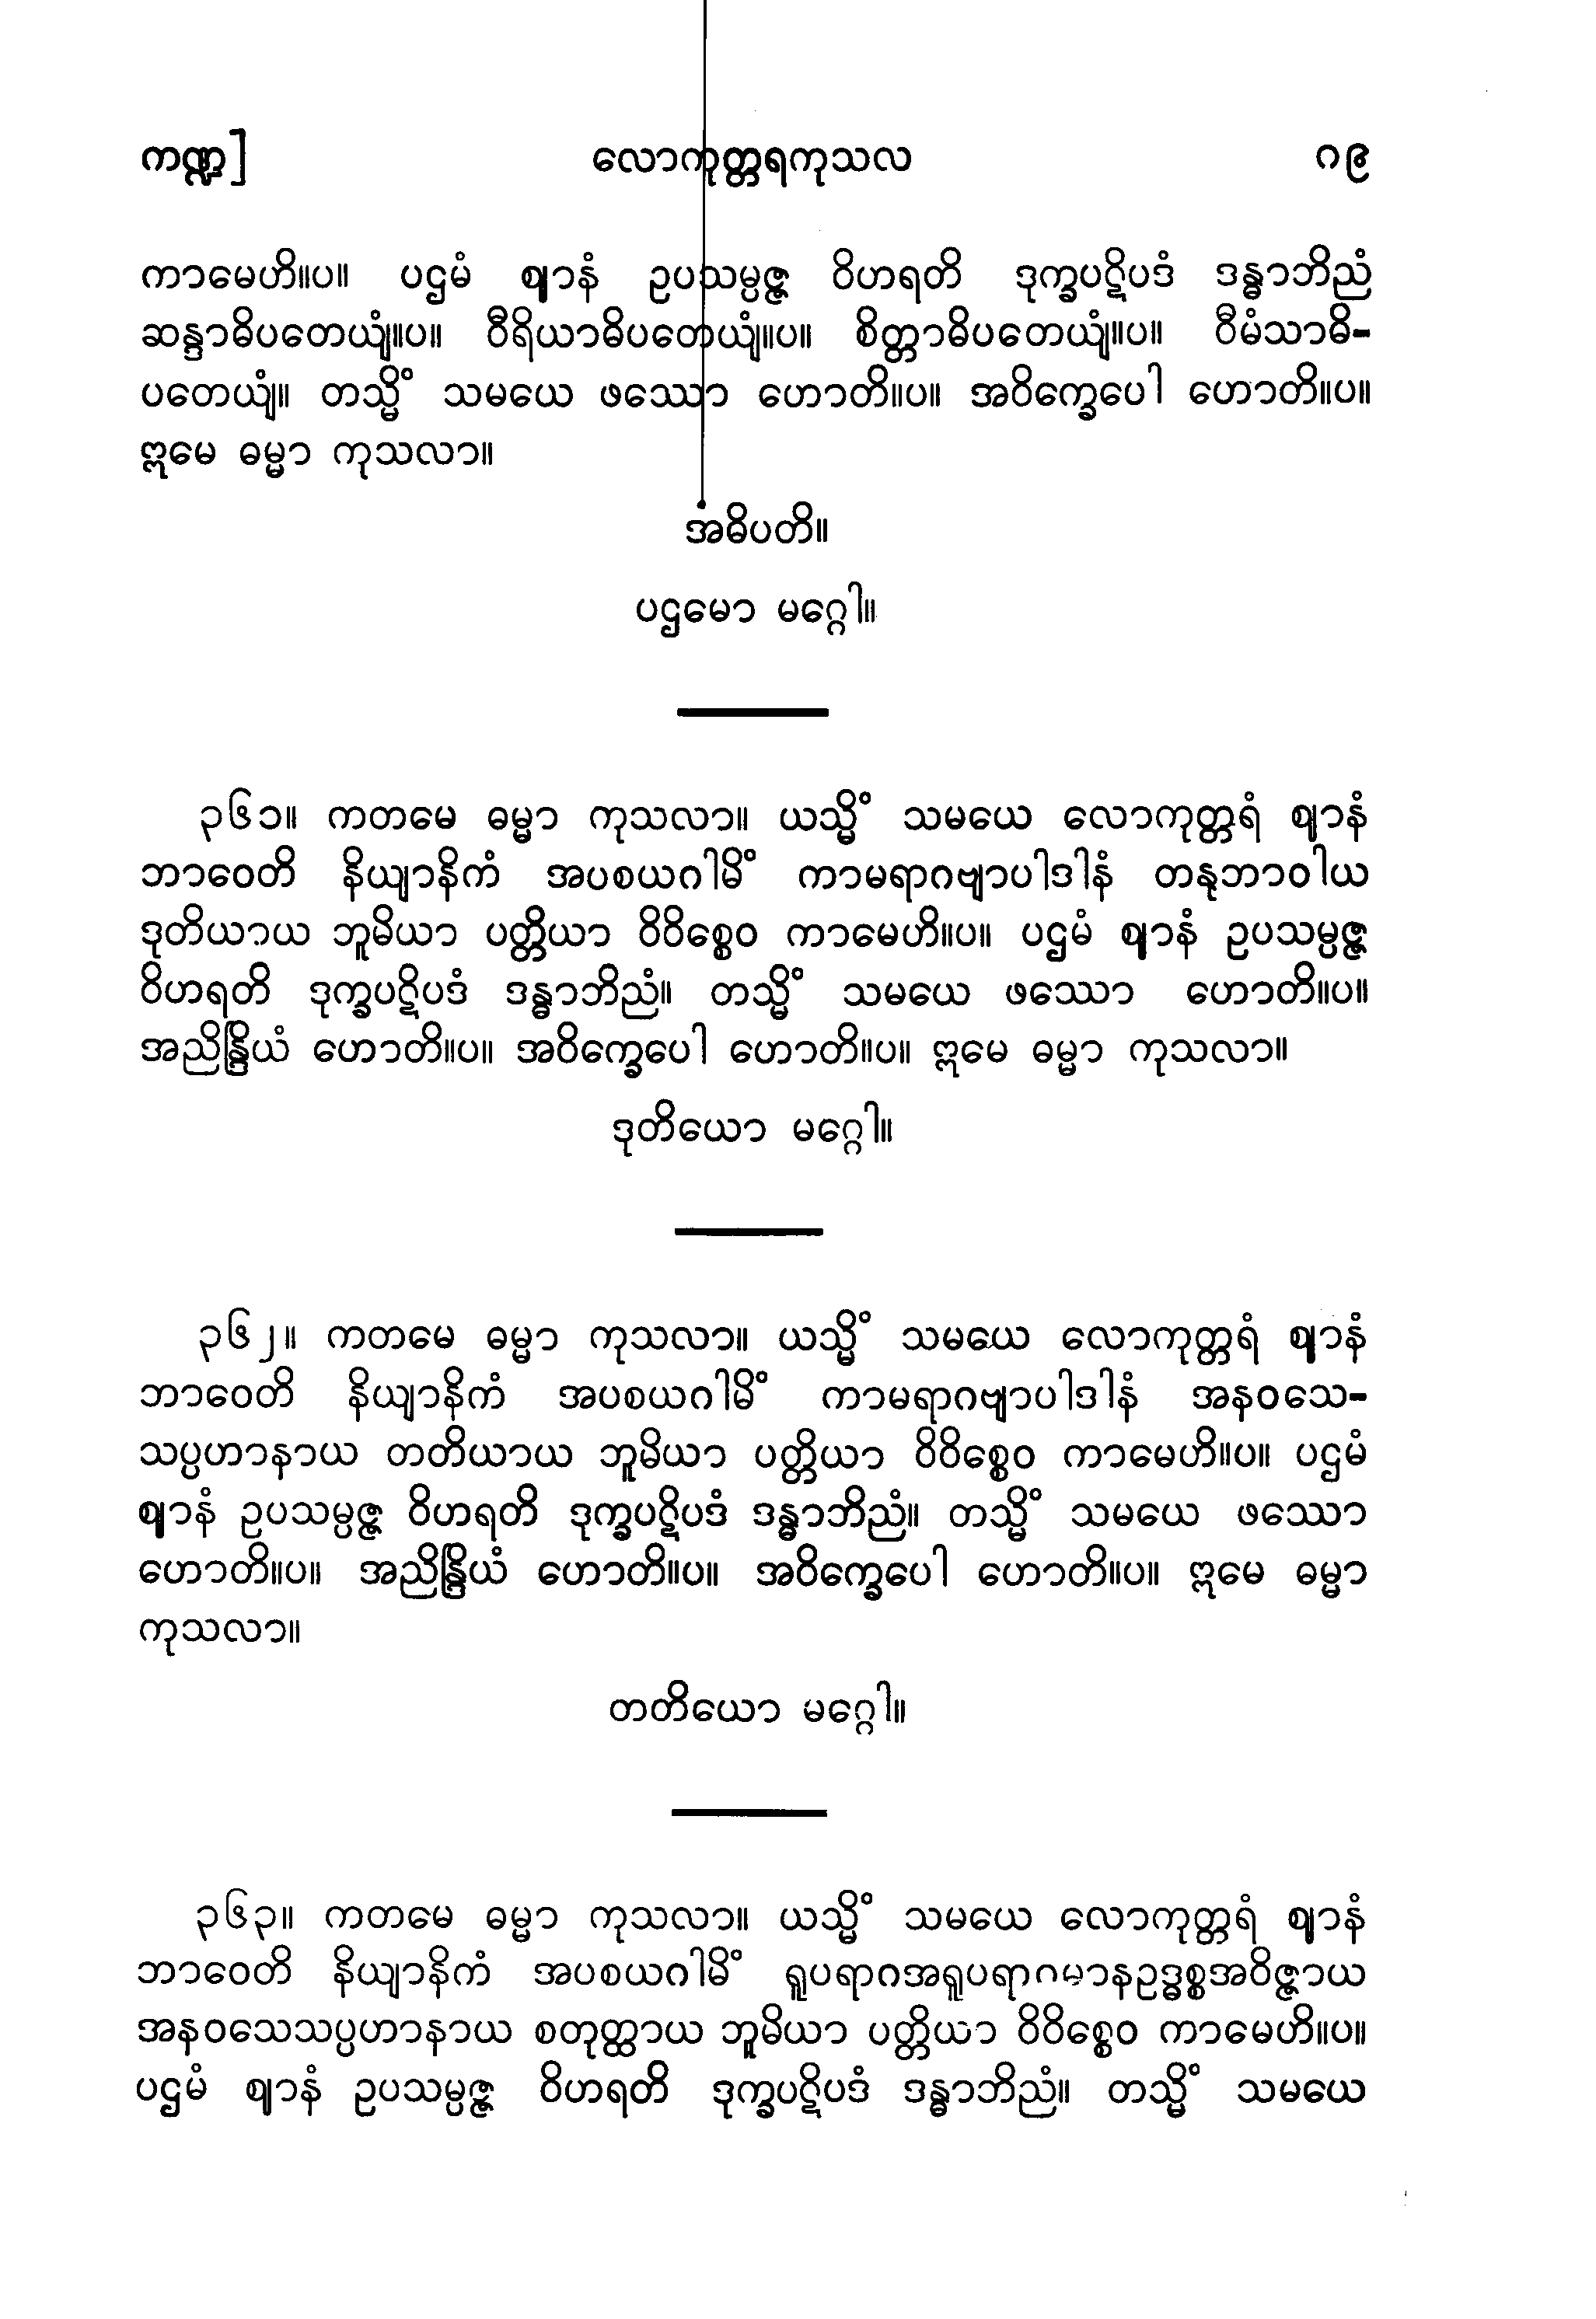 ကဏ္ဍ]
လောကုတ္တရကုသလ
၈၉
ကာမေဟိ။ပ။ ပဌမံ ဈာနံ ဥပသမ္ပဇ္ဇ ဝိဟရတိ ဒုက္ခပဋိပဒံ ဒန္ဓာဘိညံ
ဆန္ဒာဓိပတေယျံ။ပ။ ဝီရိယာဓိပတေယျံ။ပ။ စိတ္တာဓိပတေယျံ။ပ။ ဝီမံသာဓိ-
ပတေယျံ။ တသ္မိံ သမယေ ဖဿော ဟောတိ။ပ။ အဝိက္ခေပေါ ဟောတိ။ပ။
ဣမေ ဓမ္မာ ကုသလာ။
အဓိပတိ။
ပဌမော မဂ္ဂေါ။
၃၆၁။ ကတမေ ဓမ္မာ ကုသလာ။ ယသ္မိံ သမယေ လောကုတ္တရံ ဈာနံ
ဘာဝေတိ နိယျာနိကံ အပစယဂါမိံ ကာမရာဂဗျာပါဒါနံ တနုဘာဝါယ
ဒုတိယာယ ဘူမိယာ ပတ္တိယာ ဝိဝိစ္စေဝ ကာမေဟိ။ပ။ ပဌမံ ဈာနံ ဥပသမ္ပဇ္ဇ
ဝိဟရတိ ဒုက္ခပဋိပဒံ ဒန္ဓာဘိညံ။ တသ္မိံ သမယေ ဖဿော ဟောတိ။ပ။
အညိန္ဒြိယံ ဟောတိ။ပ။ အဝိက္ခေပေါ ဟောတိ။ပ။ ဣမေ ဓမ္မာ ကုသလာ။
ဒုတိယော မဂ္ဂေါ။
၃၆၂။ ကတမေ ဓမ္မာ ကုသလာ။ ယသ္မိံ သမယေ လောကုတ္တရံ ဈာနံ
ဘာဝေတိ နိယျာနိကံ အပစယဂါမိံ ကာမရာဂဗျာပါဒါနံ အနဝသေ-
သပ္ပဟာနာယ တတိယာယ ဘူမိယာ ပတ္တိယာ ဝိဝိစ္စေဝ ကာမေဟိ။ပ။ ပဌမံ
ဈာနံ ဥပသမ္ပဇ္ဇ ဝိဟရတိ ဒုက္ခပဋိပဒံ ဒန္ဓာဘိညံ။ တသ္မိံ သမယေ ဖဿော
ဟောတိ။ပ။ အညိန္ဒြိယံ ဟောတိ။ပ။ အဝိက္ခေပေါ ဟောတိ။ပ။ ဣမေ ဓမ္မာ
ကုသလာ။
တတိယော မဂ္ဂေါ။
၃၆၃။ ကတမေ ဓမ္မာ ကုသလာ။ ယသ္မိံ သမယေ လောကုတ္တရံ ဈာနံ
ဘာဝေတိ နိယျာနိကံ အပစယဂါမိံ ရူပရာဂအရူပရာဂမာနဥဒ္ဓစ္စအဝိဇ္ဇာယ
အနဝသေသပ္ပဟာနာယ စတုတ္ထာယ ဘူမိယာ ပတ္တိယာ ဝိဝိစ္စေဝ ကာမေဟိ။ပ။
ပဌမံ ဈာနံ ဥပသမ္ပဇ္ဇ ဝိဟရတိ ဒုက္ခပဋိပဒံ ဒန္ဓာဘိညံ။ တသ္မိံ သမယေ